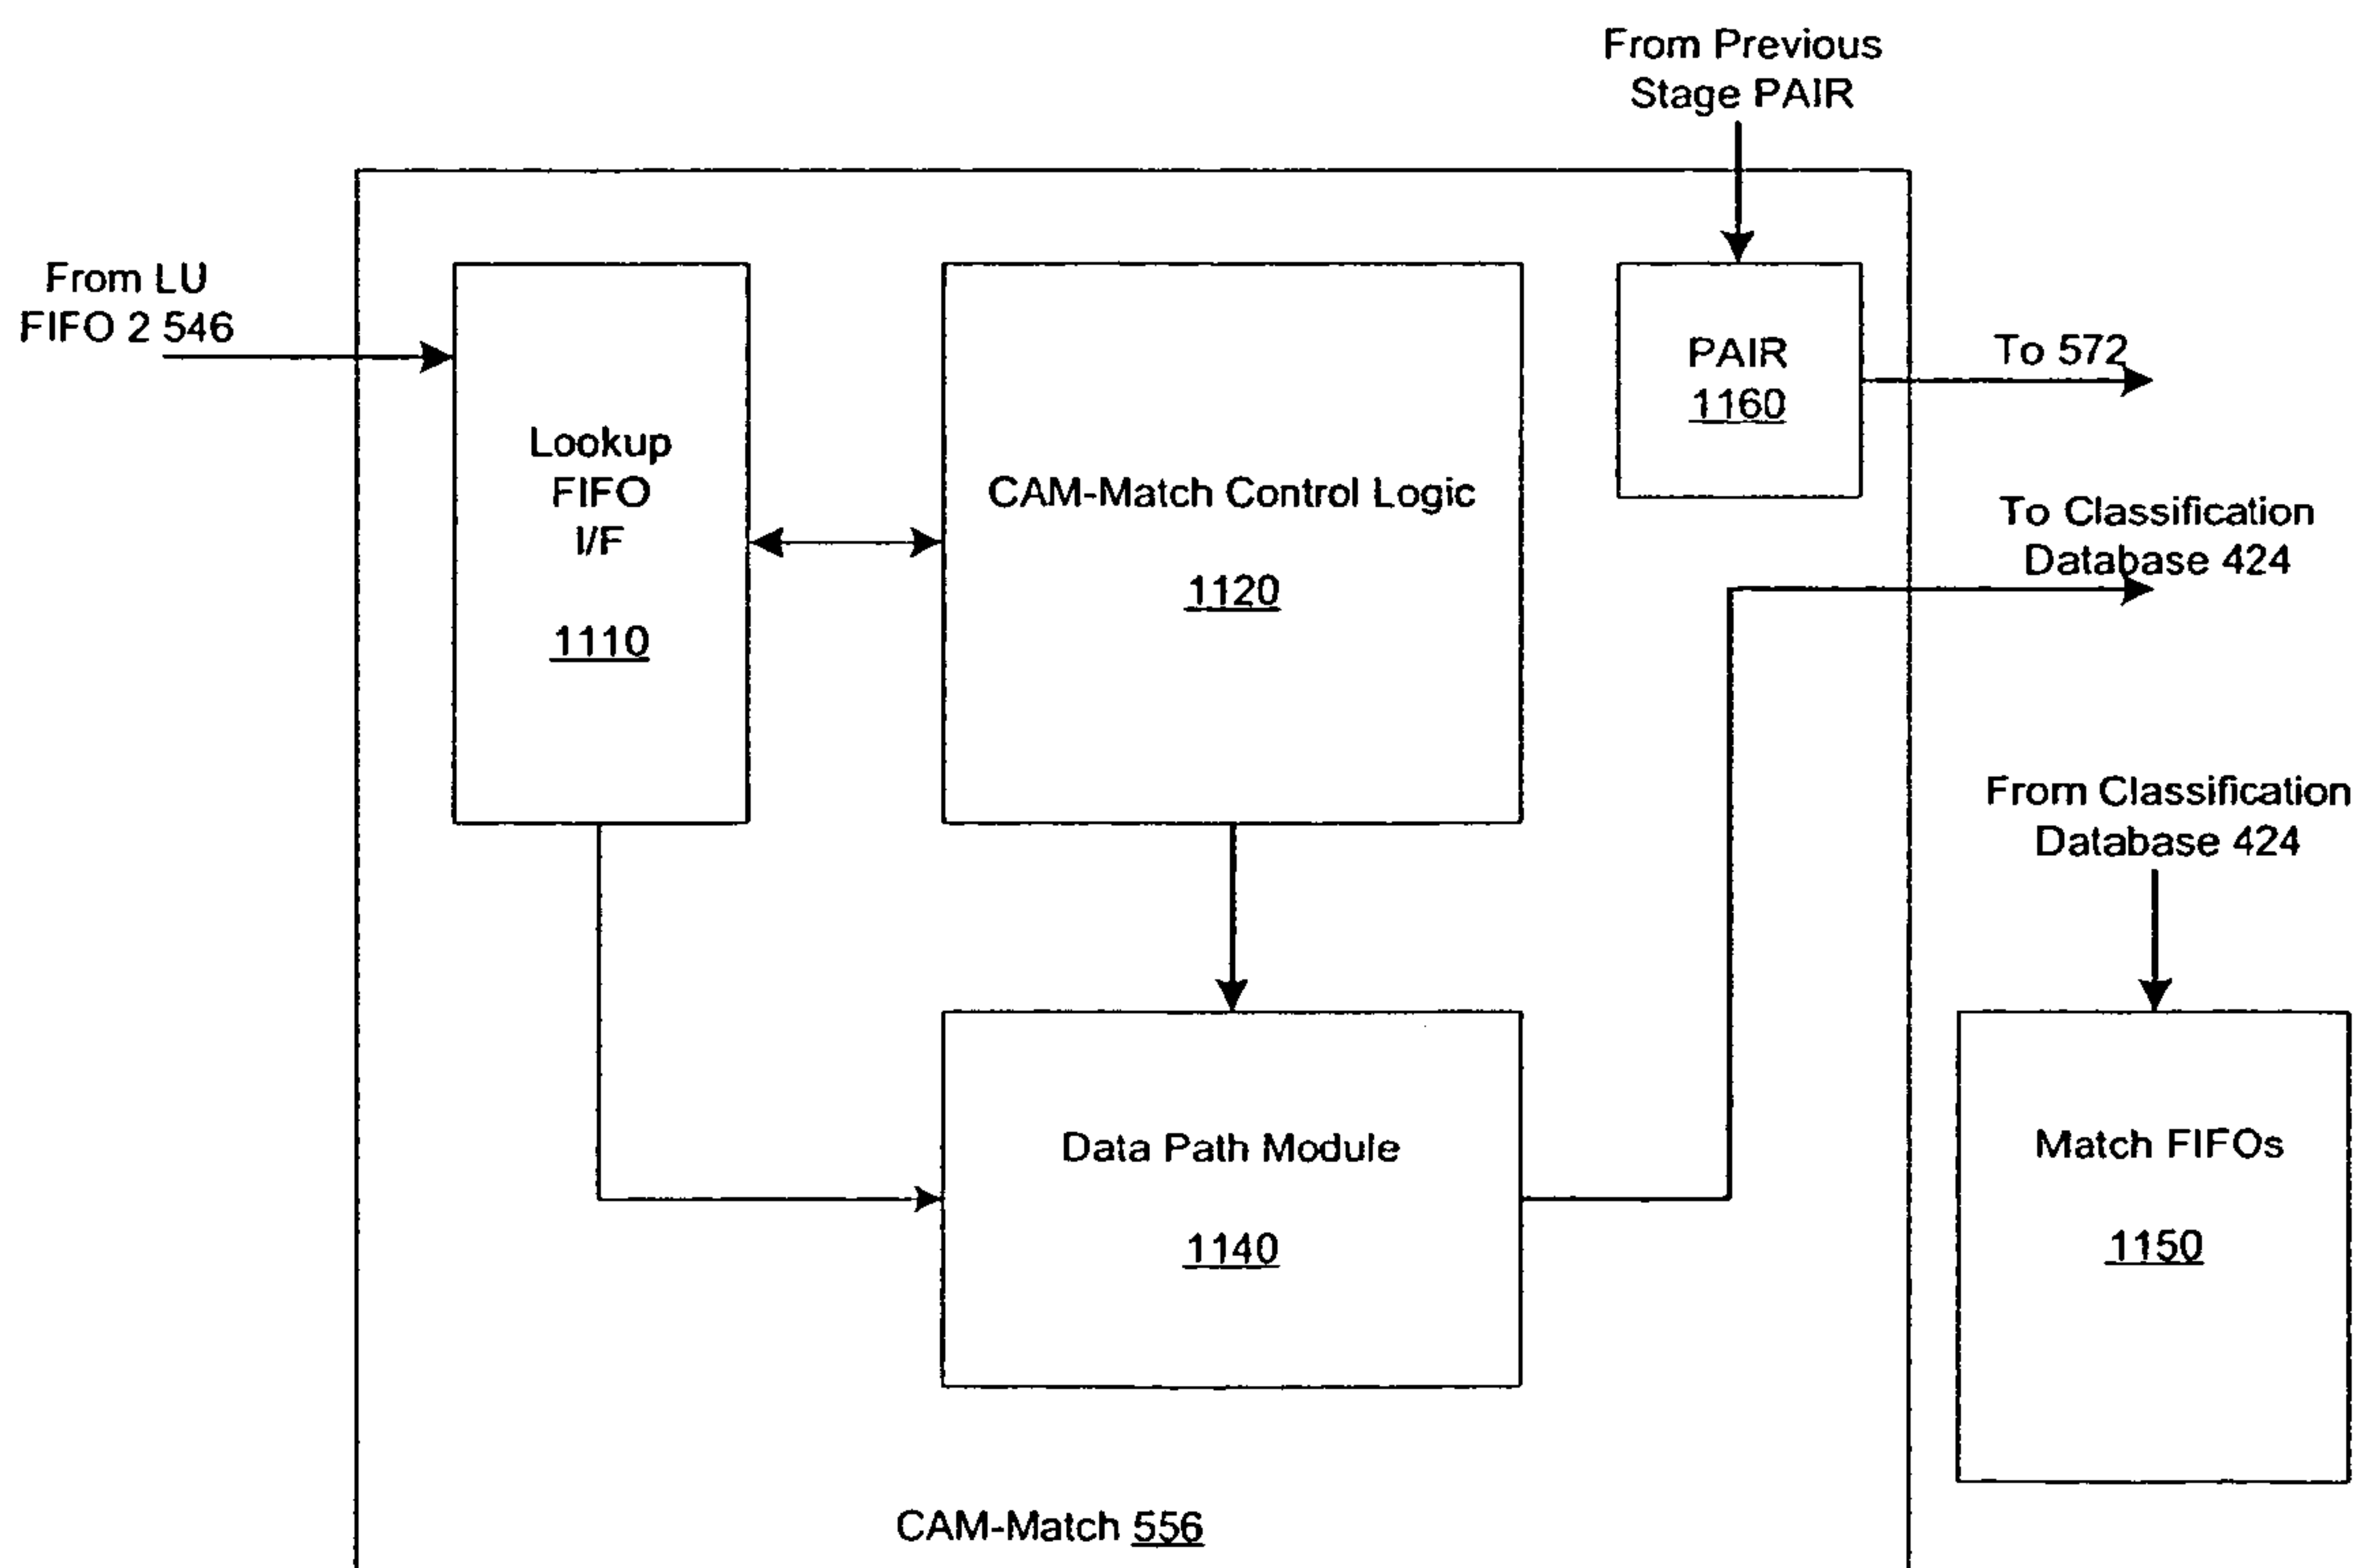 From Previous
Stage PAIR
From LU
FIFO 2 546
Lookup
FIFO
I/F
1110
CAM-Match Control Logic
1120
PAIR
1160
To 572
To Classification
Database 424
From Classification
Database 424
Data Path Module
1140
Match FIFOs
1150
CAM-Match 556